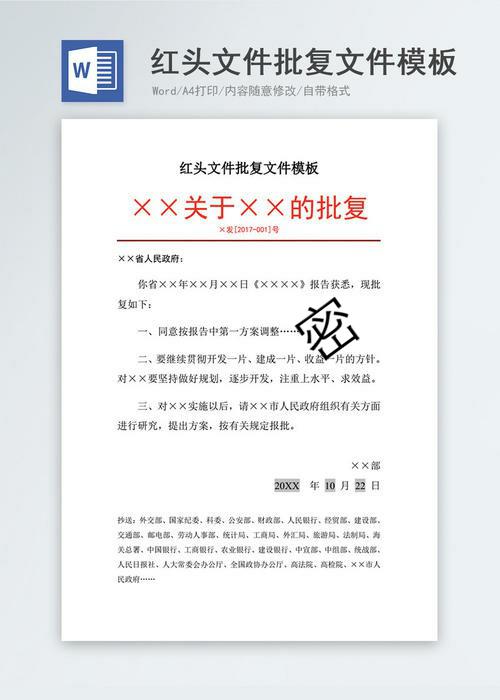 W
红头文件批复文件模板
Word/A4打印/内容随意修改/自带格式
红头文件批复文件模板
××关于××的批复
×发[2017-001]号
××省人民政府：
你省××年××月××日《××××》报告获悉，现批
复如下：
一、同意按报告中第一方案调整……
密
二、要继续贯彻开发一片、建成一片、收益一片的方针。
对××要坚持做好规划，逐步开发，注重上水平、求效益。
三、对××实施以后，请××市人民政府组织有关方面
进行研究，提出方案，按有关规定报批。
××部
20XX 年 10 月 22 日
抄送：外交部、国家纪委、科委、公安部、财政部、人民银行、经贸部、建设部、
交通部、邮电部、劳动人事部、统计局、工商局、外汇局、旅游局、法制局、海
关总署、中国银行、工商银行、农业银行、建设银行、中宣部、中组部、统战部、
人民日报社、人大常委会办公厅、全国政协办公厅、高法院、高检院、××市人
民政府……